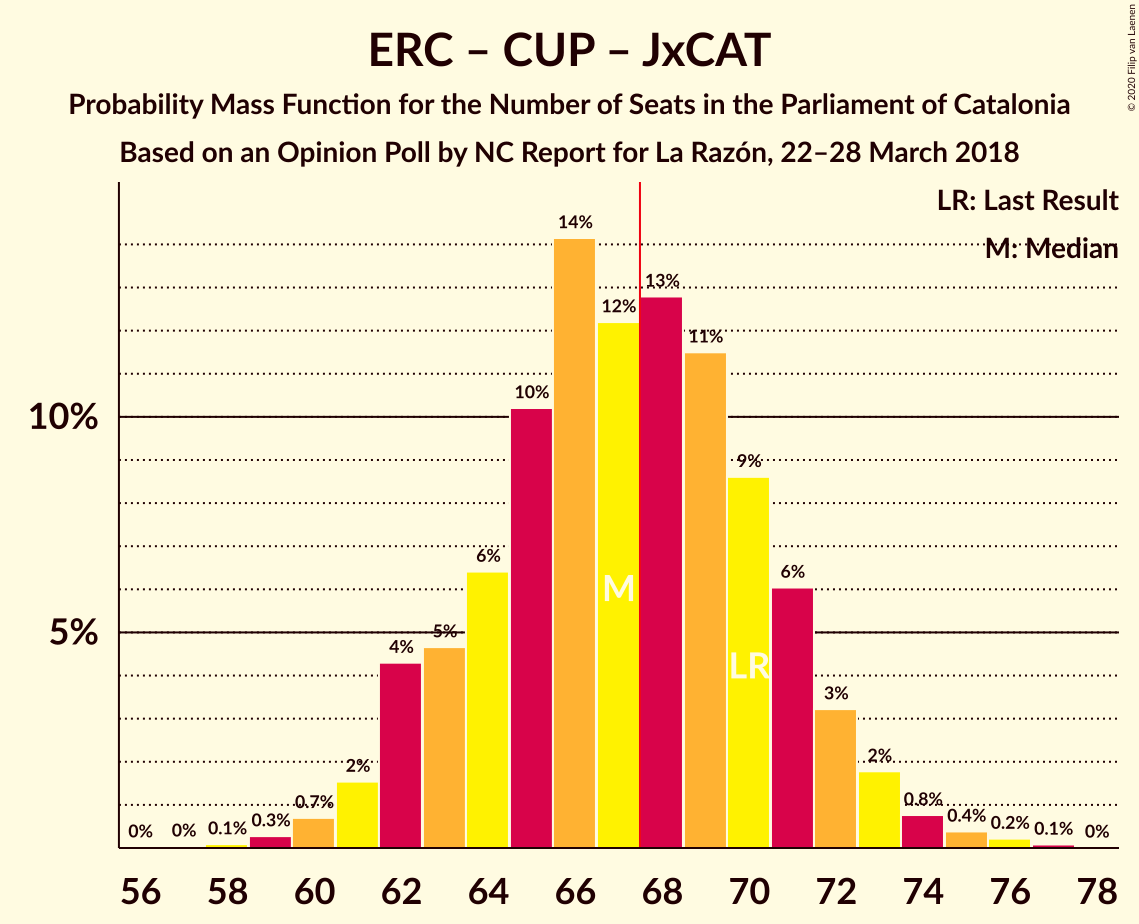 ERC – CUP – JxCAT
Probability Mass Function for the Number of Seats in the Parliament of Catalonia
Based on an Opinion Poll by NC Report for La Razón, 22–28 March 2018
© 2020 Filip van Laenen
LR: Last Result
M: Median
10%
5%
0%
0%
0.1%
0.3%
0.7%
2%
4%
5%
6%
10%
14%
12%
13%
11%
9%
6%
3%
2%
0.8%
0.4%
0.2%
0.1%
0%
M
LR
56 58 60 62 64 66 68 70 72 74 76 78